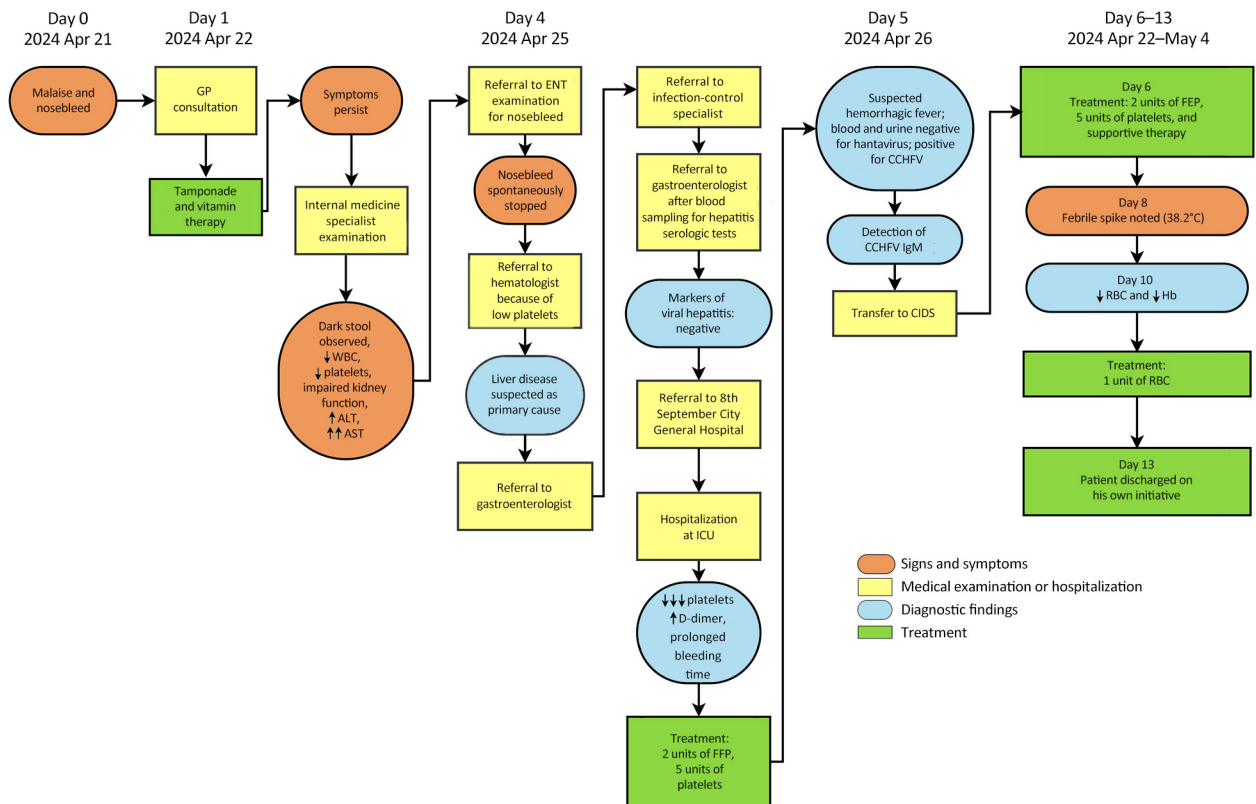 Day 0
2024 Apr 21
Malaise and
nosebleed
Day 1
2024 Apr 22
GP
consultation
Tamponade
and vitamin
therapy
Symptoms
persist
Internal medicine
specialist
examination
Dark stool
observed,
↓WBC,
↓ platelets,
impaired kidney
function,
↑ALT,
↑↑AST
Day 4
2024 Apr 25
Referral to ENT
examination
for nosebleed
Nosebleed
spontaneously
stopped
Referral to
hematologist
because of
low platelets
Liver disease
suspected as
primary cause
Referral to
gastroenterologist
Referral to
infection-control
specialist
Referral to
gastroenterologist
after blood
sampling for hepatitis
serologic tests
Markers of
viral hepatitis:
negative
Referral to 8th
September City
General Hospital
Hospitalization
at ICU
↓↓↓platelets
↑D-dimer,
prolonged
bleeding
time
Treatment:
2 units of FFP,
5 units of
platelets
Day 5
2024 Apr 26
Suspected
hemorrhagic fever;
blood and urine negative
for hantavirus; positive
for CCHFV
Detection of
CCHFV IgM
Transfer to CIDS
Day 6–13
2024 Apr 22–May 4
Day 6
Treatment: 2 units of FEP,
5 units of platelets, and
supportive therapy
Day 8
Febrile spike noted (38.2°C)
Day 10
↓RBC and ↓Hb
Treatment:
1 unit of RBC
Day 13
Patient discharged on
his own initiative
Signs and symptoms
Medical examination or hospitalization
Diagnostic findings
Treatment